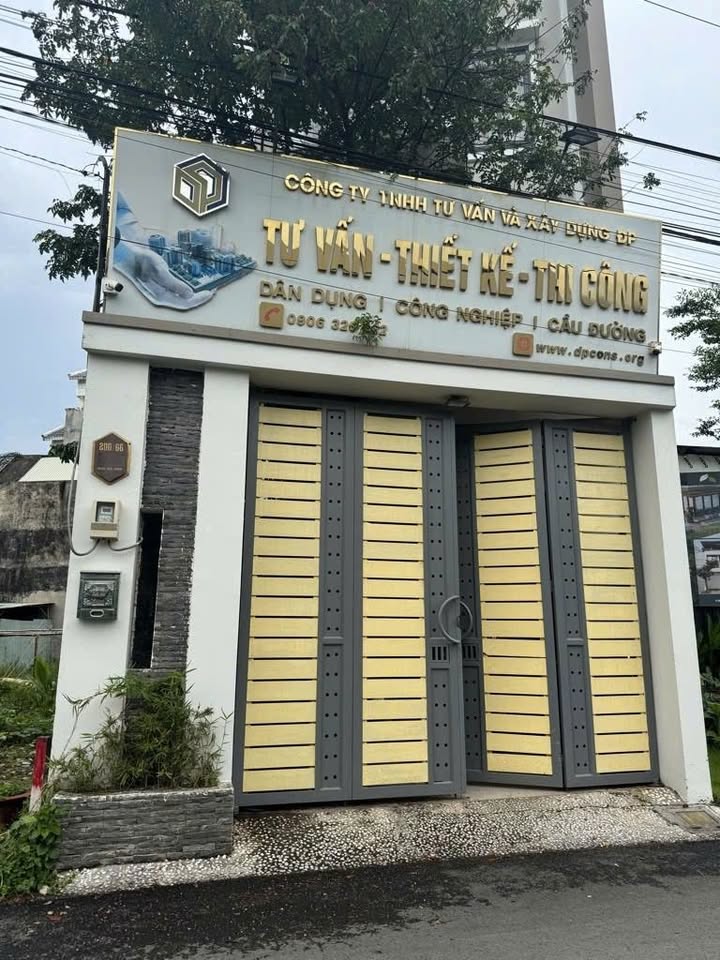 CÔNG TY TNHH TƯ VẤN VÀ XÂY DỰNG DP
TƯ VẤN - THIẾT KẾ - THI CÔNG
DÂN DỤNG | CÔNG NGHIỆP | CẦU ĐƯỜNG
0906
www.dpcons.org